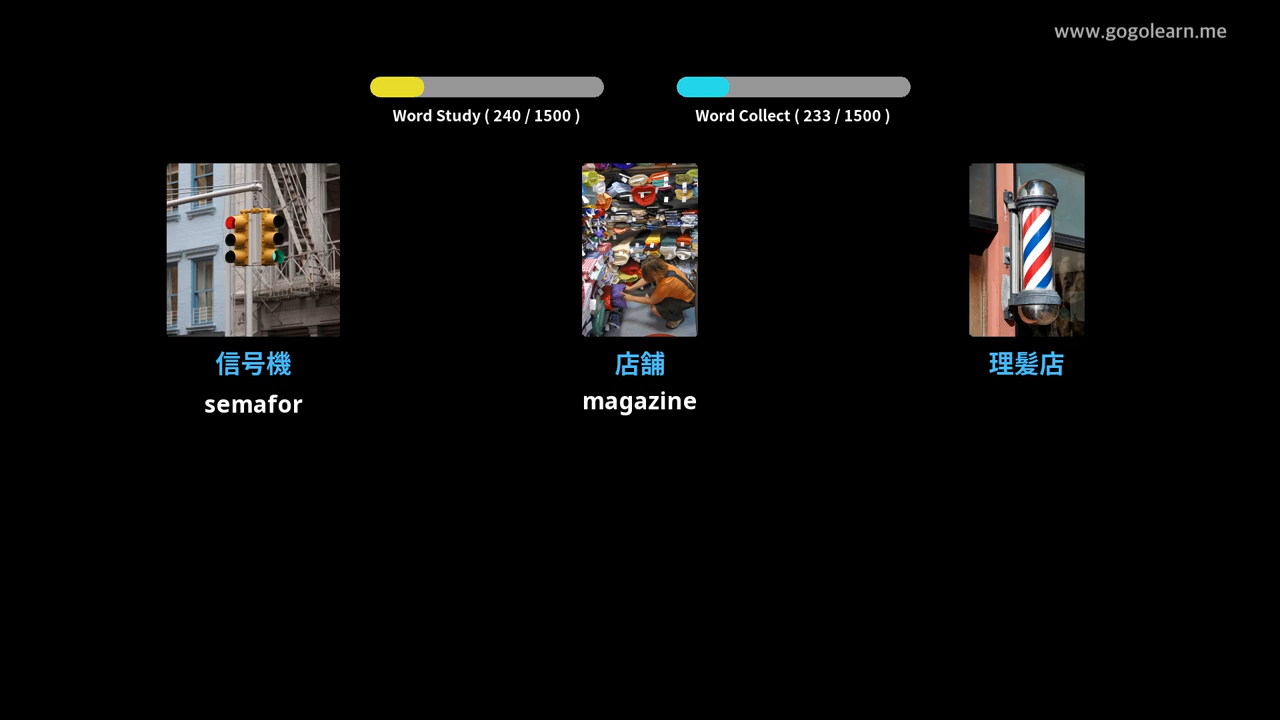 www.gogolearn.me
Word Study ( 240 / 1500 )
Word Collect ( 233 / 1500 )
信号機
店舗
理髪店
semafor
magazine